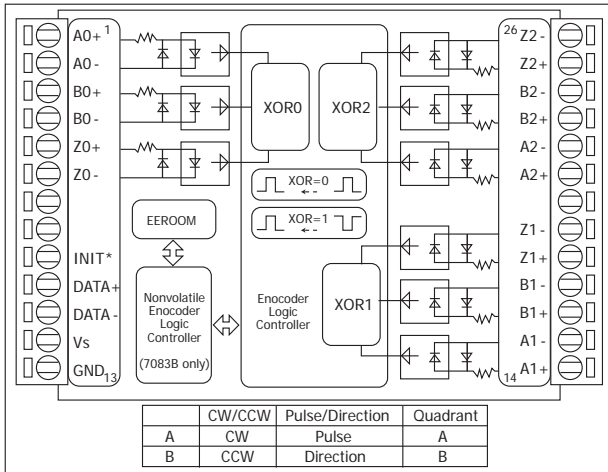 A0+ 1
A0 -
B0+
B0 -
Z0+
Z0 -
INIT*
DATA+
DATA -
Vs
GND 13
XOR0
XOR2
XOR=0
XOR=1
EEROOM
Nonvolatile
Encoder
Logic
Controller
(7083B only)
Encoder
Logic
Controller
XOR1
26 Z2 -
Z2+
B2 -
B2+
A2 -
A2+
Z1 -
Z1+
B1 -
B1+
A1 -
14 A1+
CW/CCW Pulse/Direction Quadrant
A CW Pulse A
B CCW Direction B